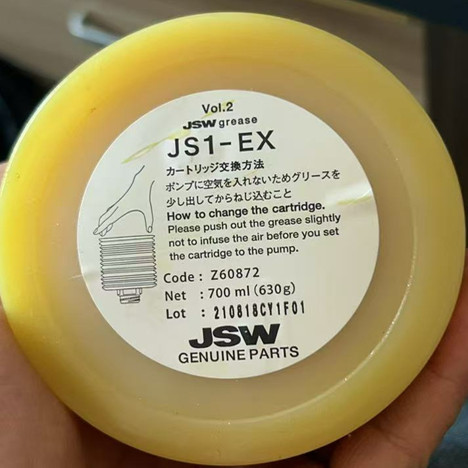 Vol.2
JSW grease
JS1-EX
カートリッジ交換方法
ポンプに空気を入れないためグリースを
少し出してからねじ込むこと
How to change the cartridge.
Please push out the grease slightly
not to infuse the air before you set
the cartridge to the pump.
Code : Z60872
Net : 700 ml (630g)
Lot : 210818CY1F01
JSW
GENUINE PARTS